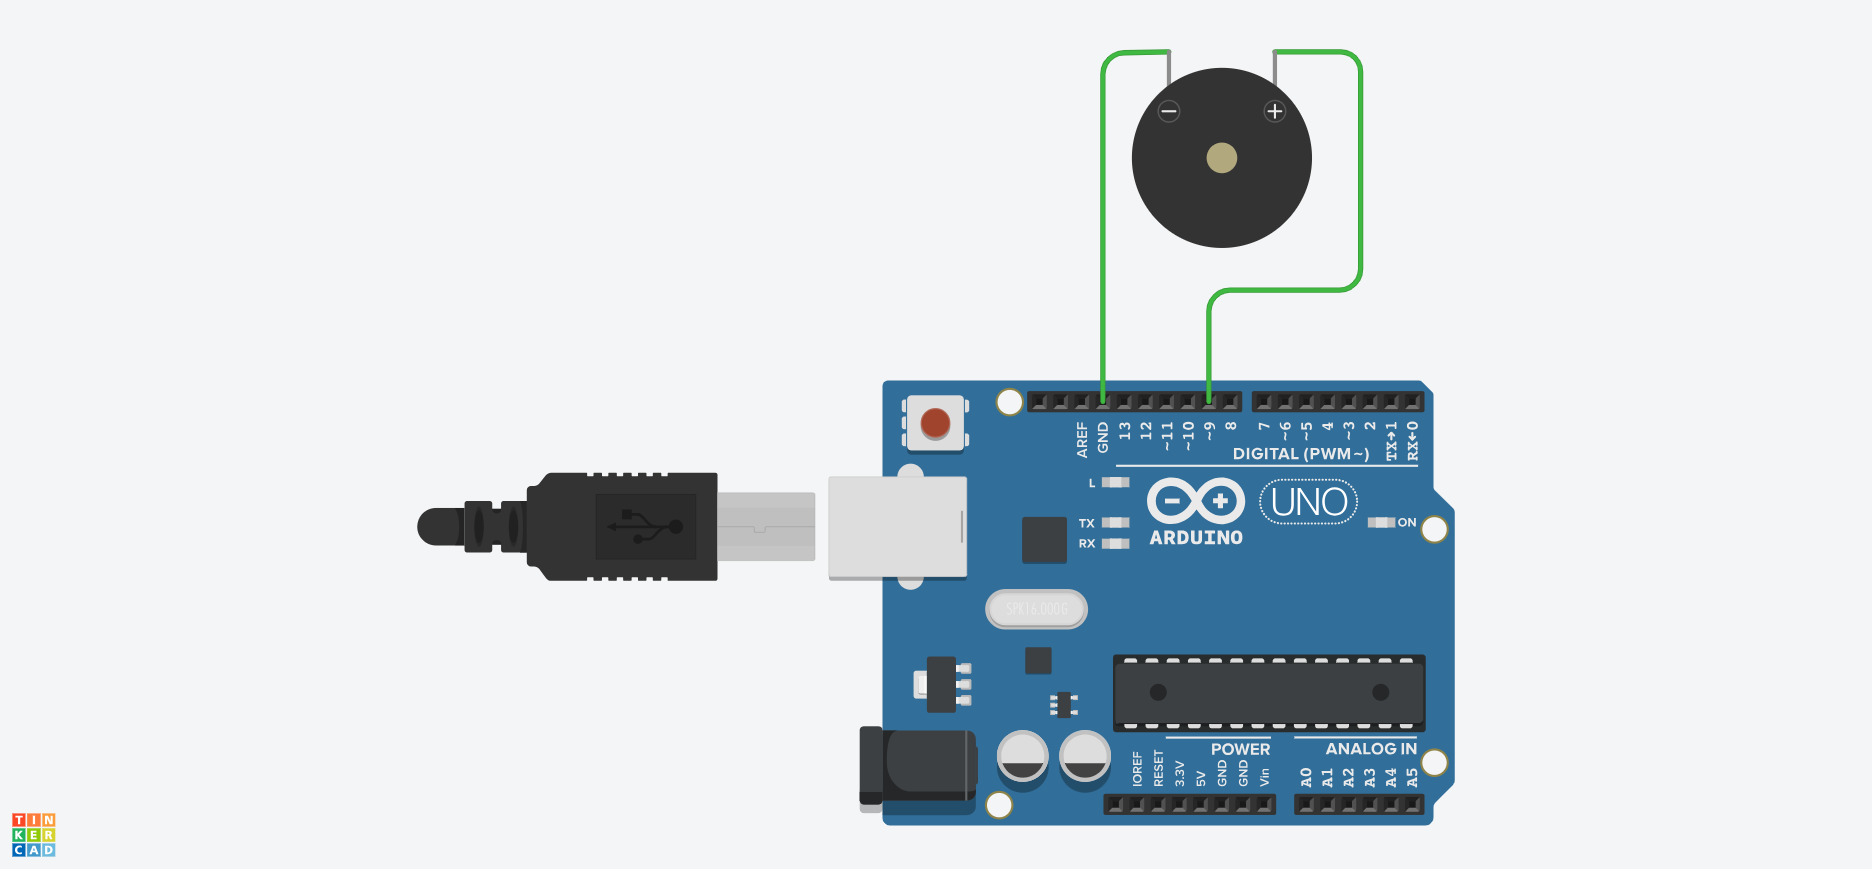 AREF
GND
13
12
~11
~10
~9
8
7
~6
~5
4
~3
2
TX→1
RX←0
DIGITAL (PWM~)
L
TX
RX
ARDUINO
UNO
ON
SPK16.000G
POWER
ANALOG IN
IOREF
RESET
3.3V
5V
GND
GND
Vin
A0
A1
A2
A3
A4
A5
TIN
KER
CAD